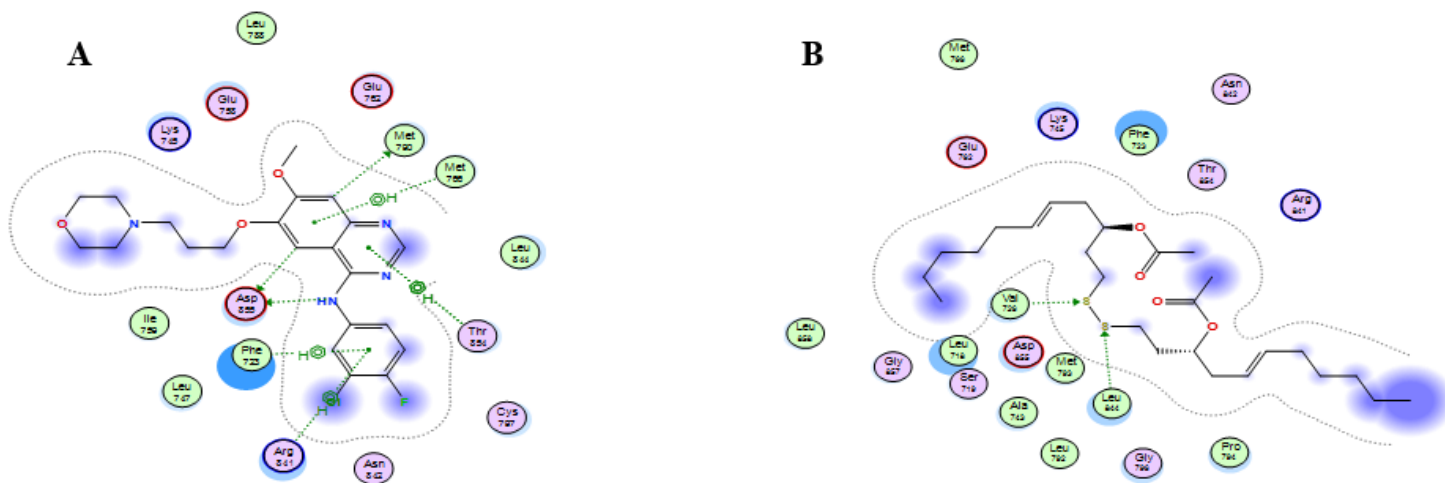 A
Leu
788
Glu
758
Glu
762
Lys
745
Met
790
Met
766
O
O
N
O
N
N
H
Leu
844
HN
H
Asp
855
Ile
759
Thr
854
Phe
723
H
Leu
747
H
F
Cys
797
Arg
841
Asn
842
B
Met
766
Asn
842
Lys
745
Phe
723
Glu
762
Thr
854
Arg
841
O
O
O
O
Val
726
S
S
Leu
858
Gly
857
Leu
718
Ser
719
Asp
855
Met
793
Ala
743
Leu
844
Leu
792
Gly
796
Pro
794